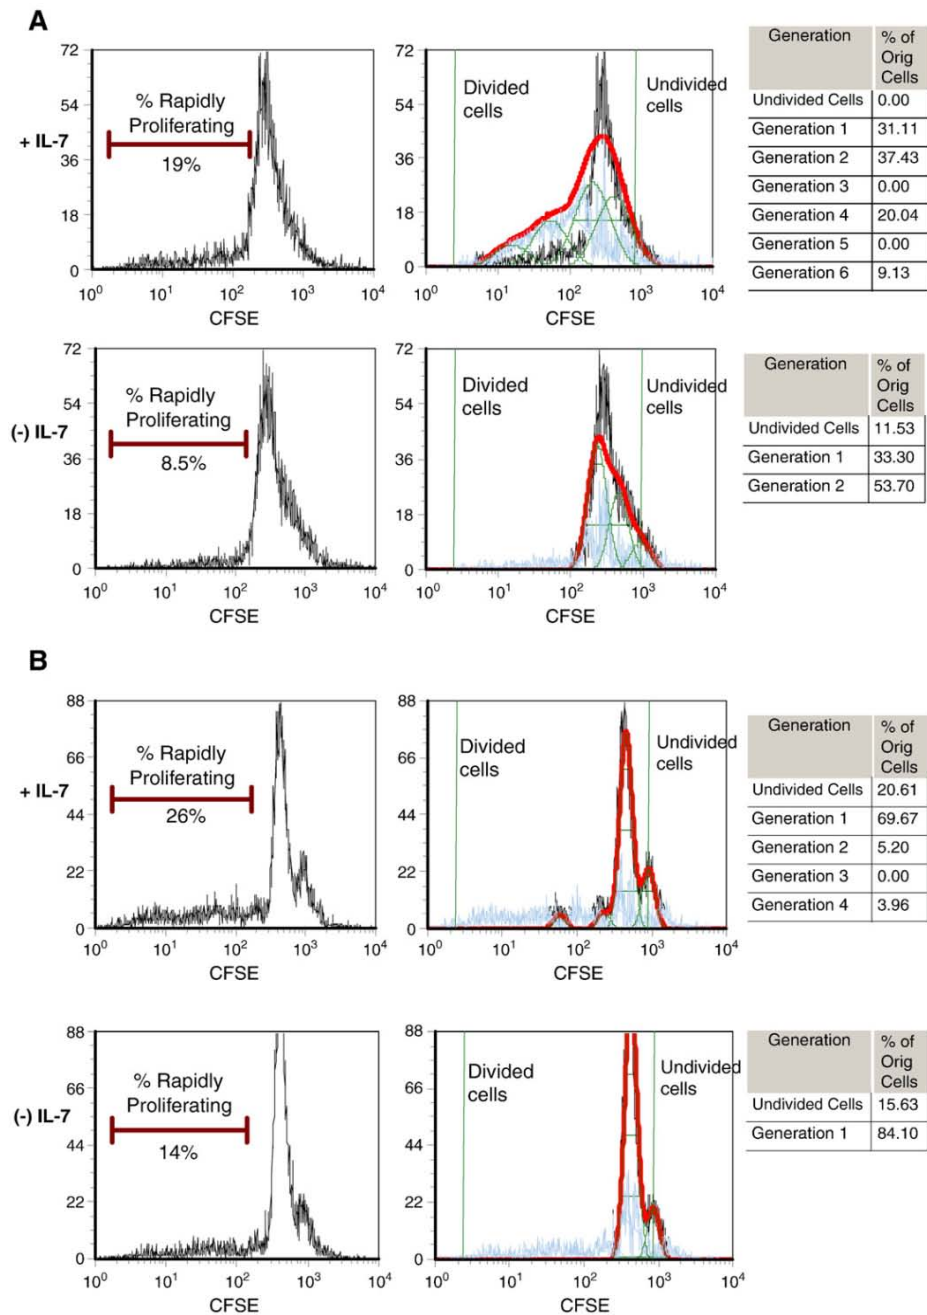 A
+ IL-7
72
54
36
18
0
% Rapidly
Proliferating
19%
10^0 10^1 10^2 10^3 10^4
CFSE
72
54
36
18
0
Divided
cells
Undivided
cells
10^0 10^1 10^2 10^3 10^4
CFSE
Generation % of Orig Cells
Undivided Cells 0.00
Generation 1 31.11
Generation 2 37.43
Generation 3 0.00
Generation 4 20.04
Generation 5 0.00
Generation 6 9.13
(-) IL-7
72
54
36
18
0
% Rapidly
Proliferating
8.5%
10^0 10^1 10^2 10^3 10^4
CFSE
72
54
36
18
0
Divided
cells
Undivided
cells
10^0 10^1 10^2 10^3 10^4
CFSE
Generation % of Orig Cells
Undivided Cells 11.53
Generation 1 33.30
Generation 2 53.70
B
+ IL-7
88
66
44
22
0
% Rapidly
Proliferating
26%
10^0 10^1 10^2 10^3 10^4
CFSE
88
66
44
22
0
Divided
cells
Undivided
cells
10^0 10^1 10^2 10^3 10^4
CFSE
Generation % of Orig Cells
Undivided Cells 20.61
Generation 1 69.67
Generation 2 5.20
Generation 3 0.00
Generation 4 3.96
(-) IL-7
88
66
44
22
0
% Rapidly
Proliferating
14%
10^0 10^1 10^2 10^3 10^4
CFSE
88
66
44
22
0
Divided
cells
Undivided
cells
10^0 10^1 10^2 10^3 10^4
CFSE
Generation % of Orig Cells
Undivided Cells 15.63
Generation 1 84.10